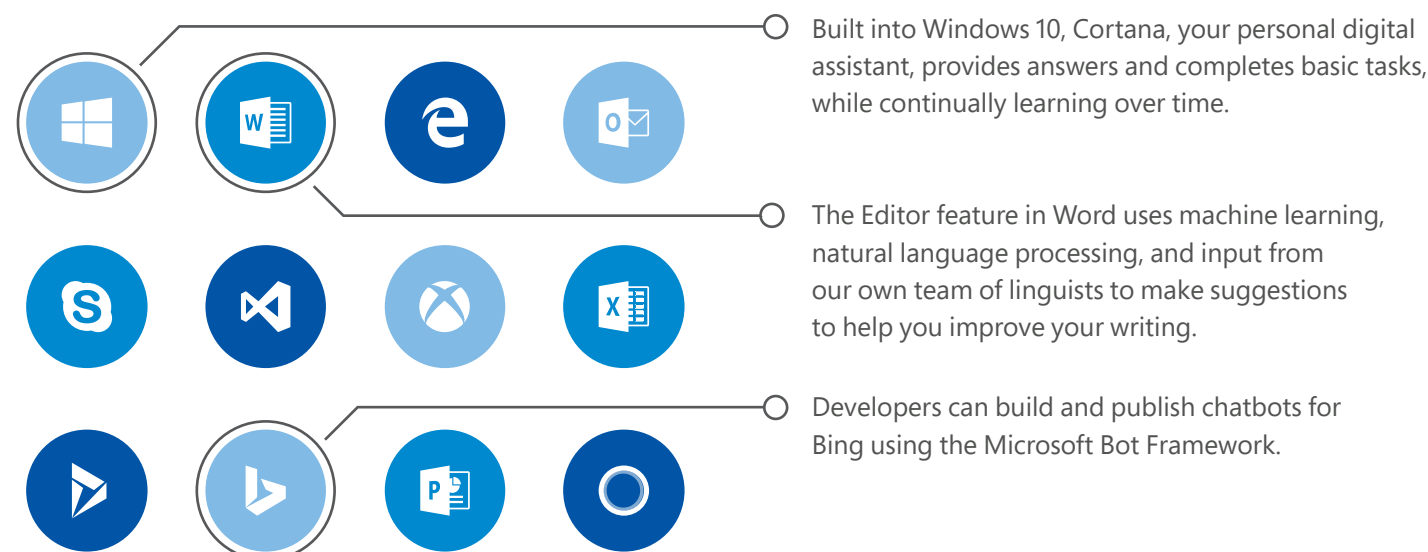 Built into Windows 10, Cortana, your personal digital
assistant, provides answers and completes basic tasks,
while continually learning over time.
W
O
The Editor feature in Word uses machine learning,
natural language processing, and input from
our own team of linguists to make suggestions
to help you improve your writing.
S
X
Developers can build and publish chatbots for
Bing using the Microsoft Bot Framework.
P